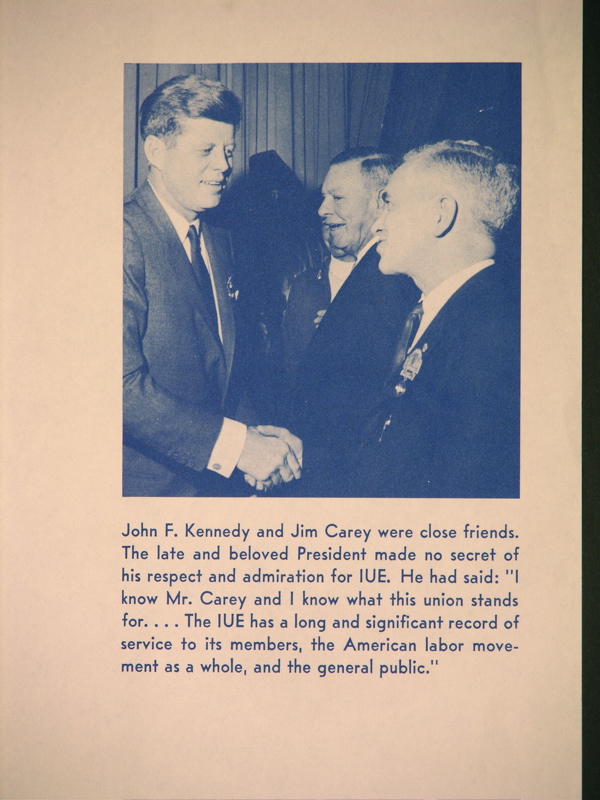 John F. Kennedy and Jim Carey were close friends.
The late and beloved President made no secret of
his respect and admiration for IUE. He had said: "I
know Mr. Carey and I know what this union stands
for. . . . The IUE has a long and significant record of
service to its members, the American labor move-
ment as a whole, and the general public."